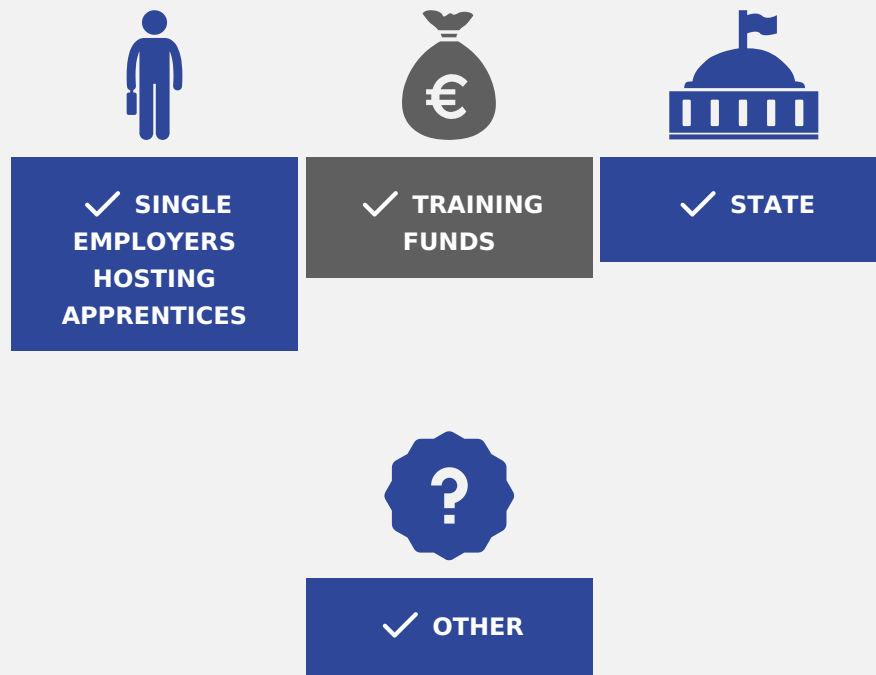 SINGLE
EMPLOYERS
HOSTING
APPRENTICES
€
TRAINING
FUNDS
STATE
?
OTHER